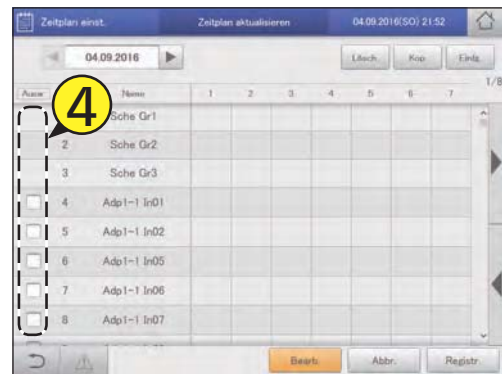 Zeitplan einst. Zeitplan aktualisieren 04.09.2016(SO) 21:52
04.09.2016 Lösch. Kop. Einfg.
1/8
Name 1 2 3 4 5 6 7
4
Sche Gr1
2 Sche Gr2
3 Sche Gr3
4 Adp1-1 In01
5 Adp1-1 In02
6 Adp1-1 In05
7 Adp1-1 In06
8 Adp1-1 In07
Bearb. Abbr. Registr.